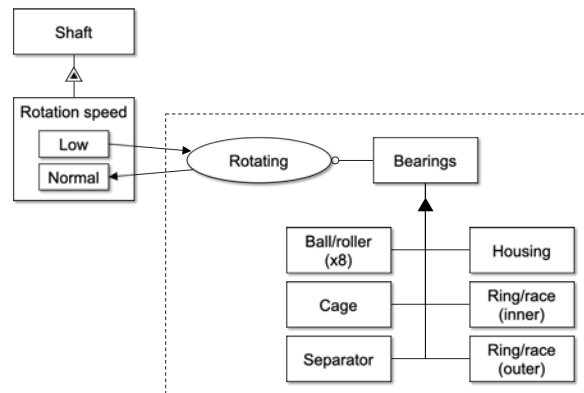 Shaft
Rotation speed
Low
Normal
Rotating
Bearings
Ball/roller
(x8)
Housing
Cage
Ring/race
(inner)
Separator
Ring/race
(outer)